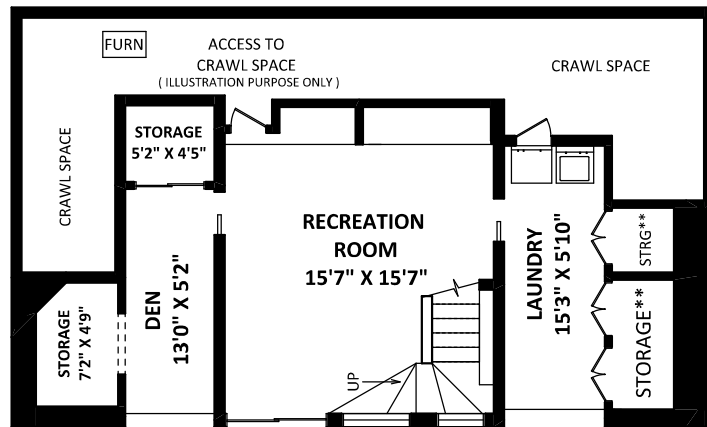 FURN
ACCESS TO
CRAWL SPACE
( ILLUSTRATION PURPOSE ONLY )
CRAWL SPACE
CRAWL SPACE
STORAGE
5'2" X 4'5"
RECREATION
ROOM
15'7" X 15'7"
LAUNDRY
15'3" X 5'10"
STRG**
STORAGE**
DEN
13'0" X 5'2"
STORAGE
7'2" X 4'9"
UP